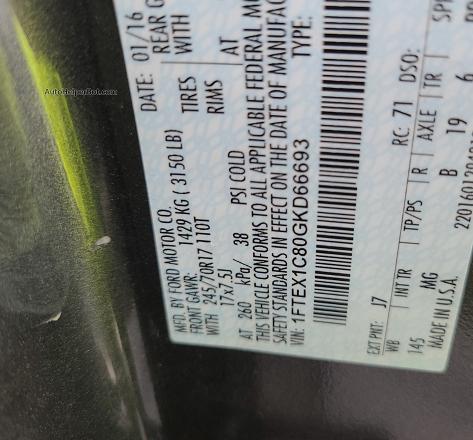 AutoHelperBot.com
MFD. BY FORD MOTOR CO.
DATE: 01/16
FRONT GAWR: 1429 KG ( 3150 LB)
REAR G
WITH 245/70R17 110T TIRES
WITH
17x7.5J RIMS
AT 260 kPa/ 38 PSI COLD
AT
THIS VEHICLE CONFORMS TO ALL APPLICABLE FEDERAL M
SAFETY STANDARDS IN EFFECT ON THE DATE OF MANUFAC
VIN: 1FTEX1C80GKD66693
TYPE:
EXT PNT: J7 RC: 71 DSO:
WB INT TR TP/PS R AXLE TR SPR
145 MG B 19 6
MADE IN U.S.A.